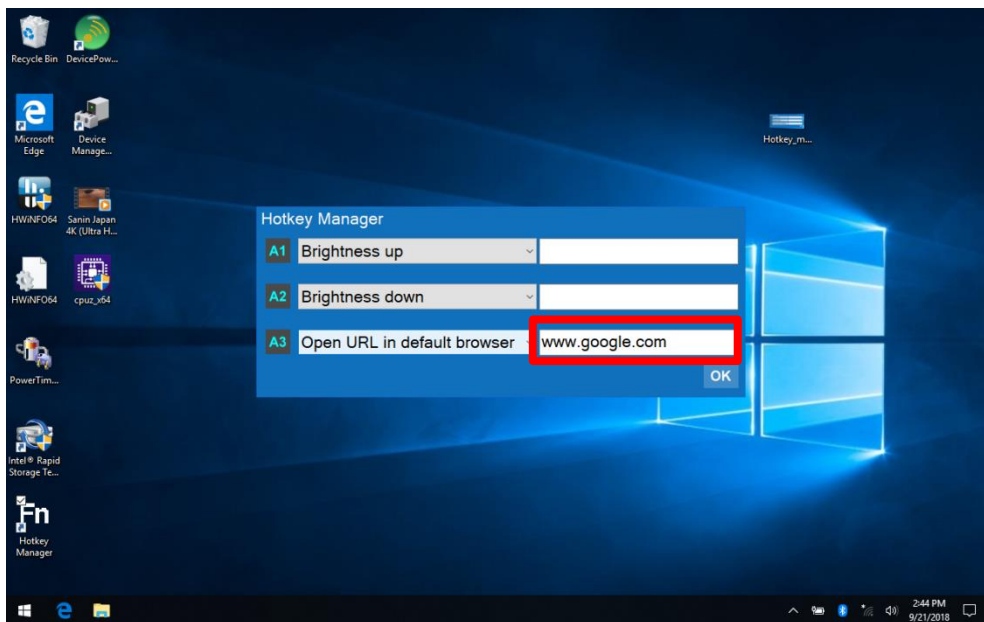 Recycle Bin
DevicePow...
Microsoft
Edge
Device
Manage...
Hotkey_m...
HWiNFO64
Sanin Japan
4K (Ultra H...
HWiNFO64
cpuz_x64
PowerTim...
Intel® Rapid
Storage Te...
Fn
Hotkey
Manager
Hotkey Manager
A1 Brightness up
A2 Brightness down
A3 Open URL in default browser www.google.com
OK
2:44 PM
9/21/2018